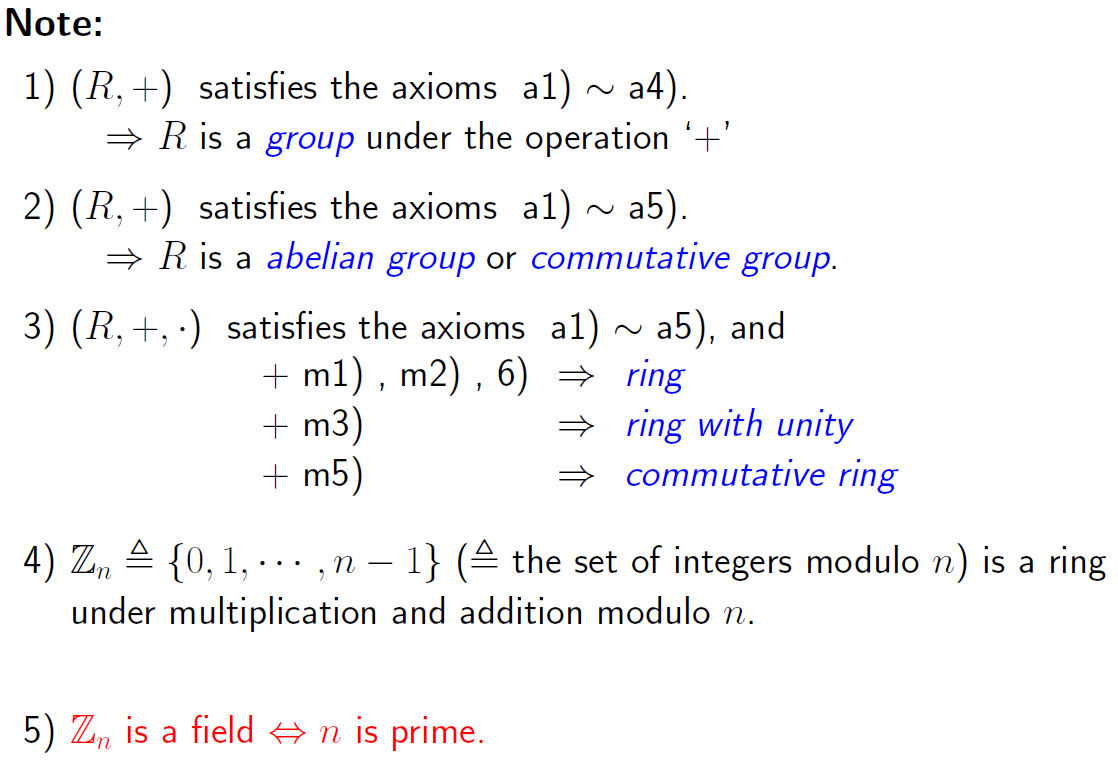 Note:
1) (R, +) satisfies the axioms a1) ∼ a4).
⇒ R is a group under the operation ‘+’
2) (R, +) satisfies the axioms a1) ∼ a5).
⇒ R is a abelian group or commutative group.
3) (R, +, ·) satisfies the axioms a1) ∼ a5), and
+ m1) , m2) , 6) ⇒ ring
+ m3) ⇒ ring with unity
+ m5) ⇒ commutative ring
4) ℤₙ ≜ {0, 1, ⋯ , n − 1} (≜ the set of integers modulo n) is a ring
under multiplication and addition modulo n.
5) ℤₙ is a field ⇔ n is prime.